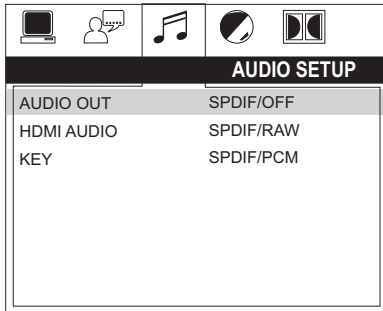 AUDIO SETUP
AUDIO OUT SPDIF/OFF
HDMI AUDIO SPDIF/RAW
KEY SPDIF/PCM